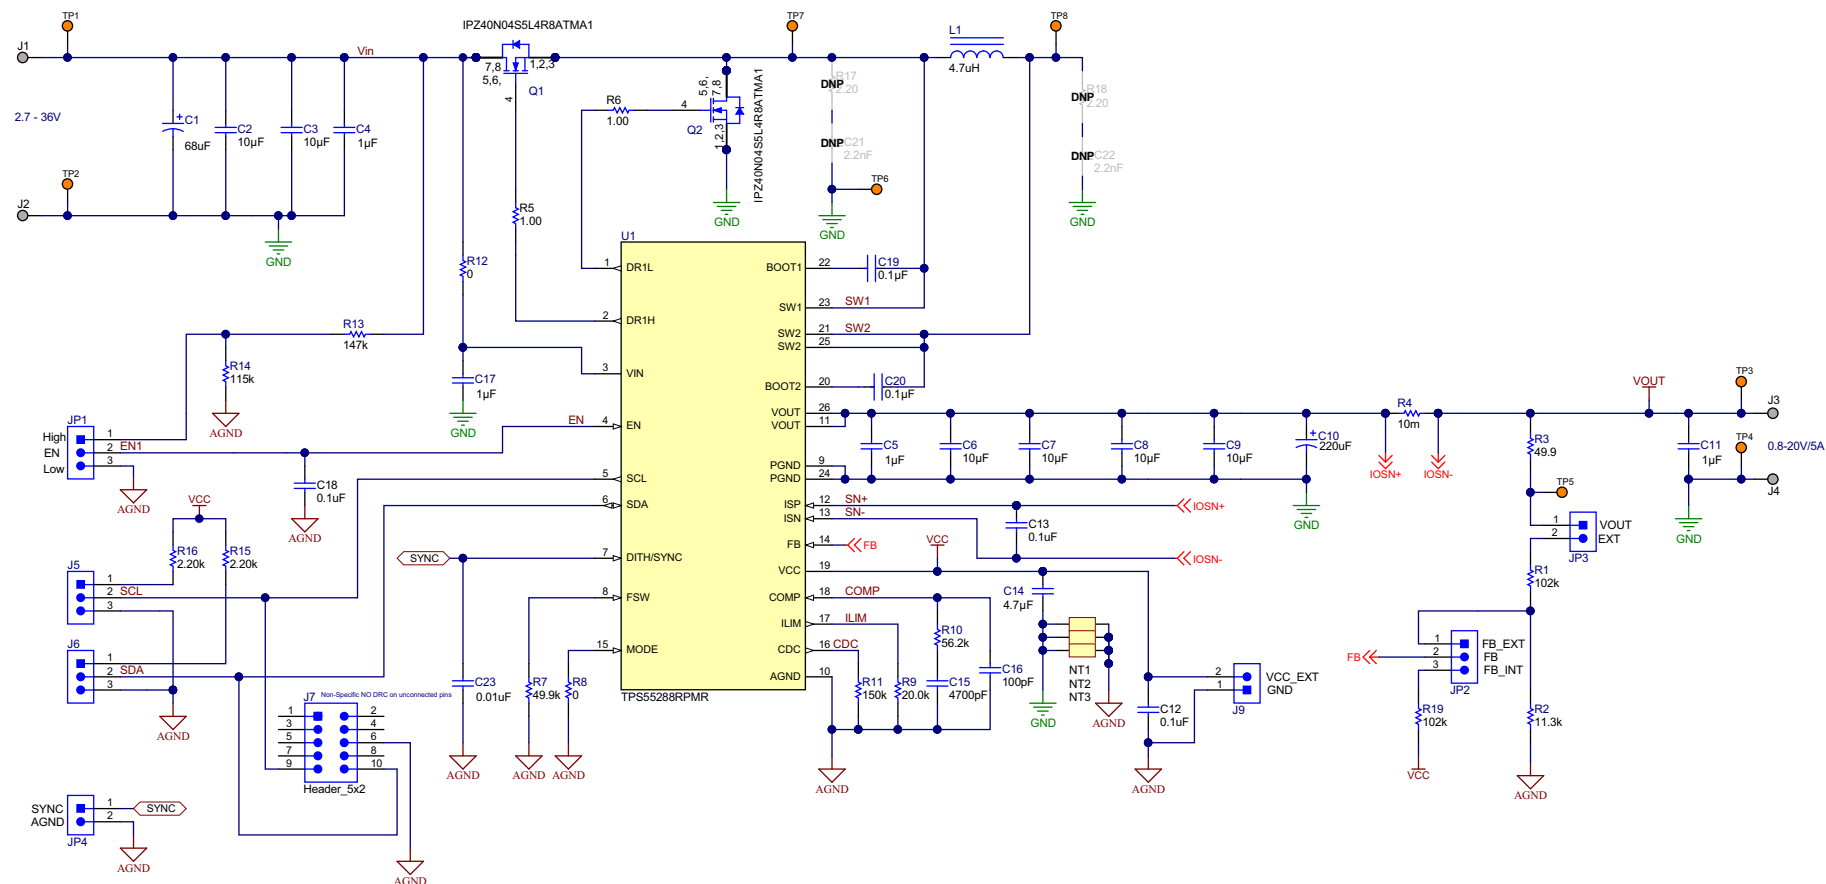 TP1
J1
Vin
2.7 - 36V
C1
68uF
C2
10µF
C3
10µF
C4
1µF
TP2
J2
GND
IPZ40N04S5L4R8ATMA1
7,8
5,6,
1,2,3
4
Q1
R6
1.00
4
Q2
5,6,
7,8
1,2,3
IPZ40N04S5L4R8ATMA1
GND
TP7
R17
2.20
DNP
C21
2.2nF
DNP
TP6
GND
L1
4.7uH
TP8
R18
2.20
DNP
C22
2.2nF
DNP
GND
R5
1.00
R12
0
R13
147k
R14
115k
AGND
C17
1µF
GND
JP1
High
EN
Low
1
2
3
EN1
AGND
C18
0.1uF
AGND
EN
VCC
R16
2.20k
R15
2.20k
J5
1
2
3
SCL
J6
1
2
3
SDA
AGND
J7
Non-Specific NO DRC on unconnected pins
1
3
5
7
9
2
4
6
8
10
Header_5x2
AGND
SYNC
AGND
1
2
JP4
SYNC
AGND
SYNC
C23
0.01uF
AGND
R7
49.9k
AGND
R8
0
AGND
U1
1 DR1L
2 DR1H
3 VIN
4 EN
5 SCL
6 SDA
7 DITH/SYNC
8 FSW
15 MODE
BOOT1 22
SW1 23
SW2 21
SW2 25
BOOT2 20
VOUT 26
VOUT 11
PGND 9
PGND 24
ISP 12
ISN 13
FB 14
VCC 19
COMP 18
ILIM 17
CDC 16
AGND 10
TPS55288RPMR
C19
0.1µF
SW1
SW2
C20
0.1µF
C5
1µF
C6
10µF
C7
10µF
C8
10µF
C9
10µF
C10
220uF
GND
SN+
SN-
C13
0.1uF
IOSN+
IOSN-
FB
VCC
COMP
ILIM
CDC
R11
150k
R9
20.0k
R10
56.2k
C15
4700pF
C16
100pF
AGND
C14
4.7µF
NT1
NT2
NT3
GND
AGND
C12
0.1uF
AGND
2
1
VCC_EXT
GND
J9
R4
10m
IOSN+
IOSN-
VOUT
TP3
J3
C11
1µF
TP4
0.8-20V/5A
J4
GND
R3
49.9
TP5
1
2
VOUT
EXT
JP3
R1
102k
FB
1
2
3
FB_EXT
FB
FB_INT
JP2
R19
102k
VCC
R2
11.3k
AGND